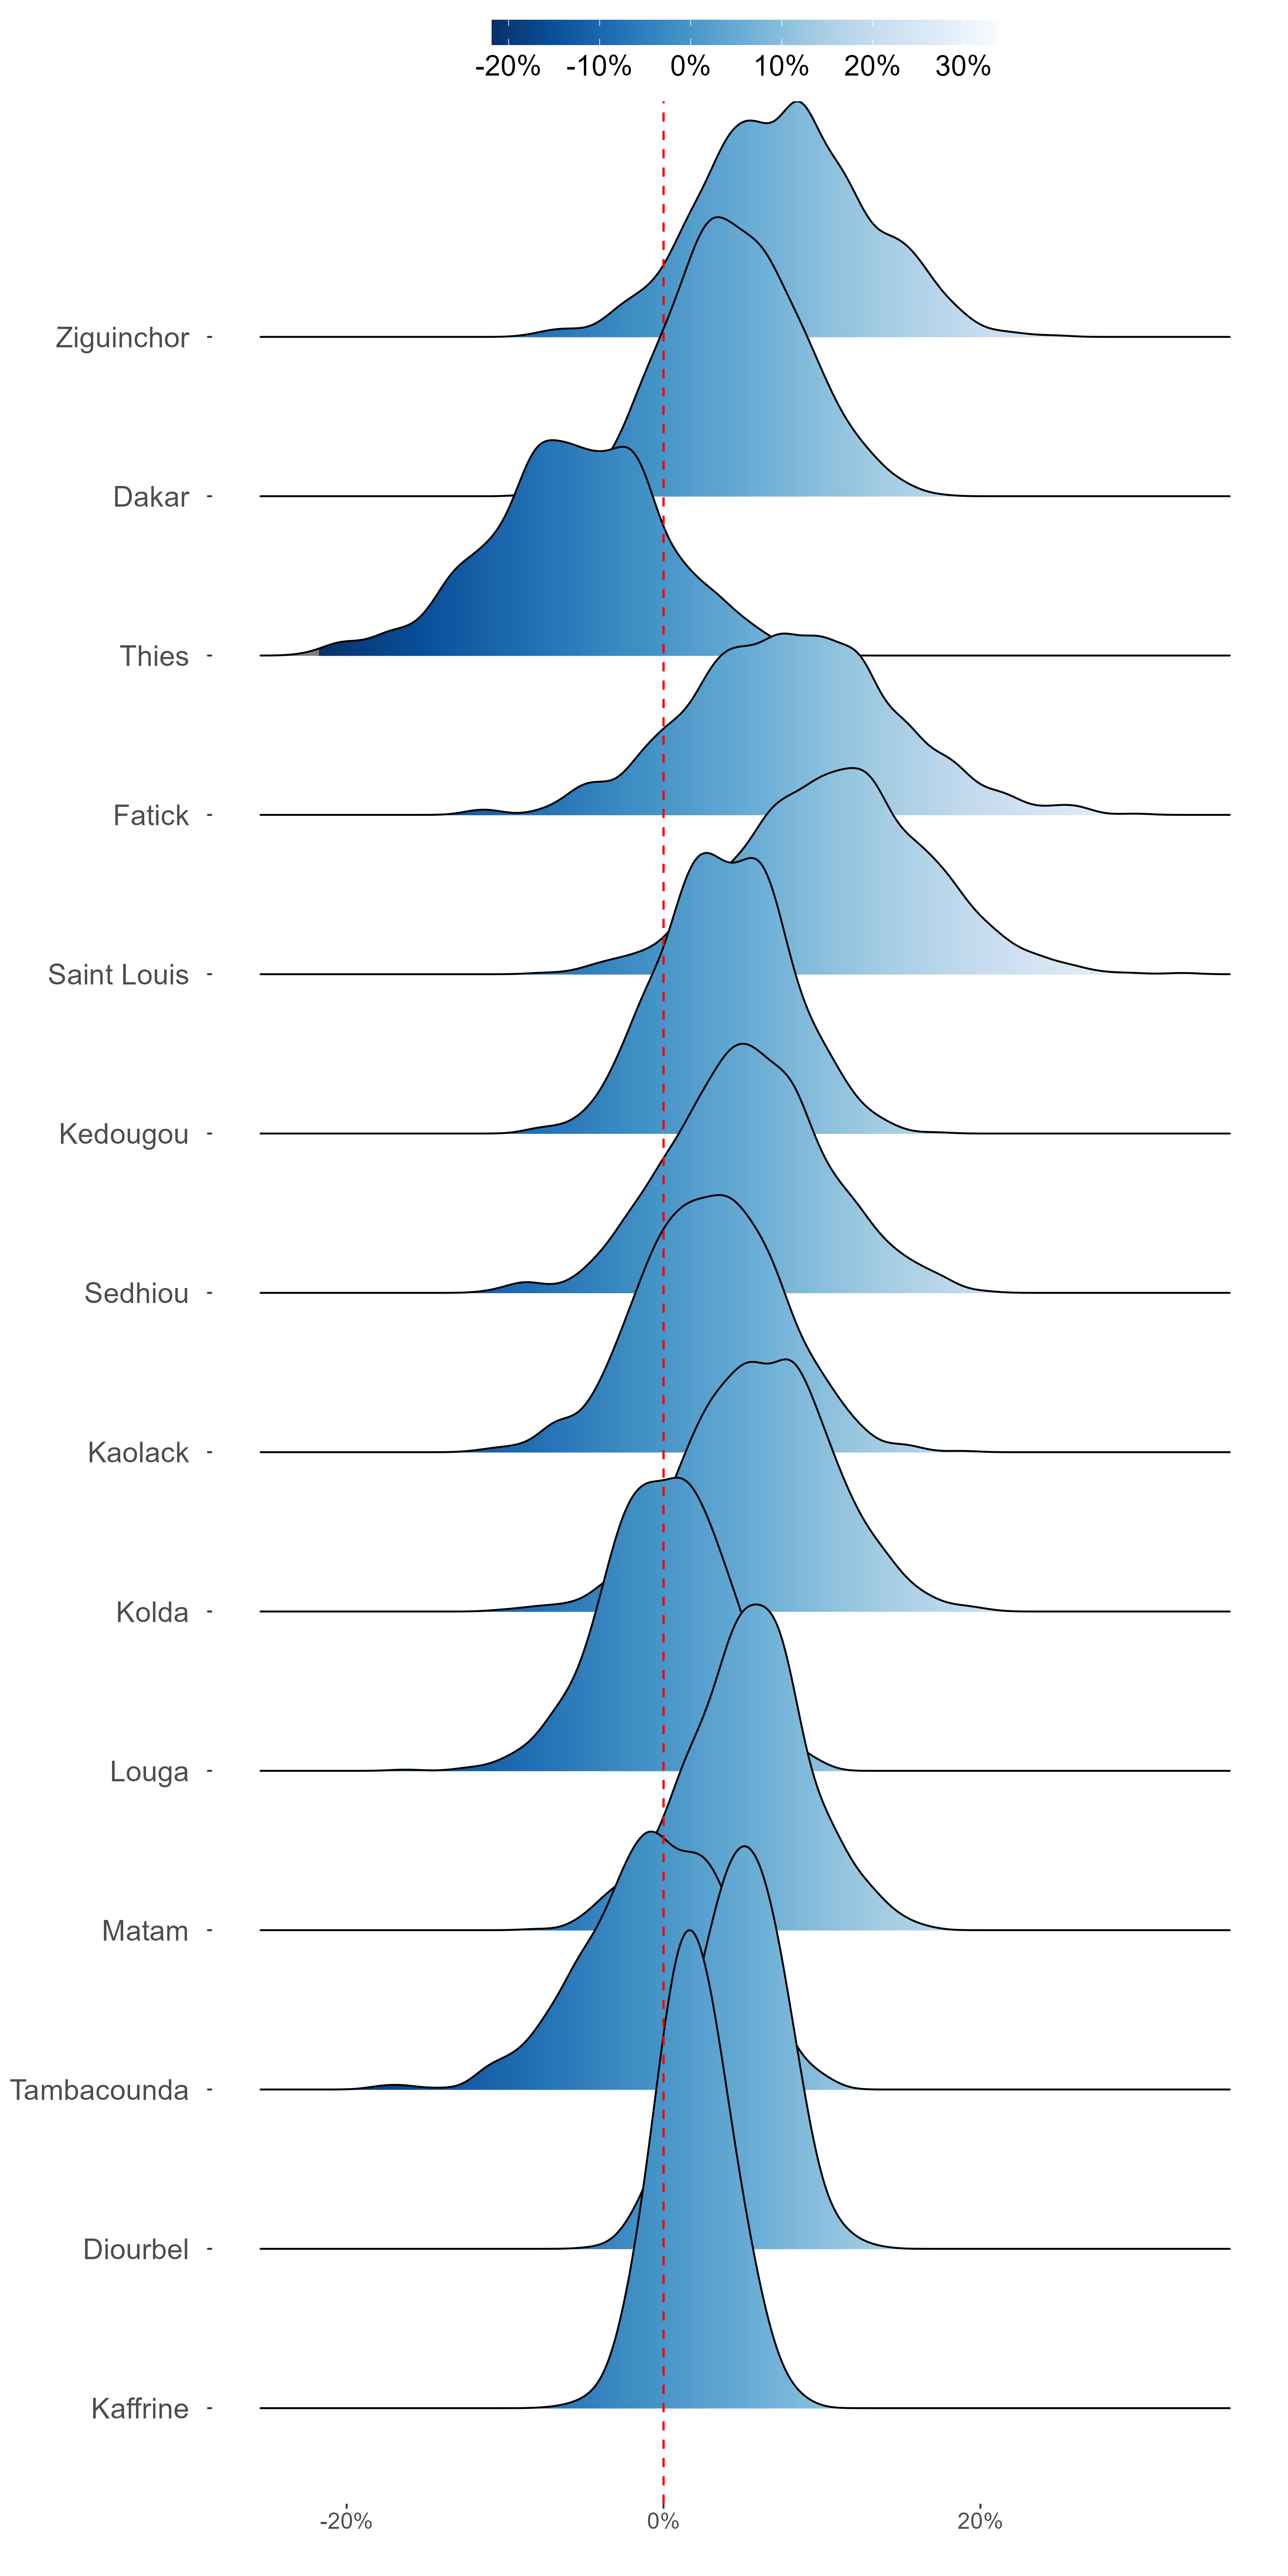 -20% -10% 0% 10% 20% 30%
Ziguinchor
Dakar
Thies
Fatick
Saint Louis
Kedougou
Sedhiou
Kaolack
Kolda
Louga
Matam
Tambacounda
Diourbel
Kaffrine
-20% 0% 20%